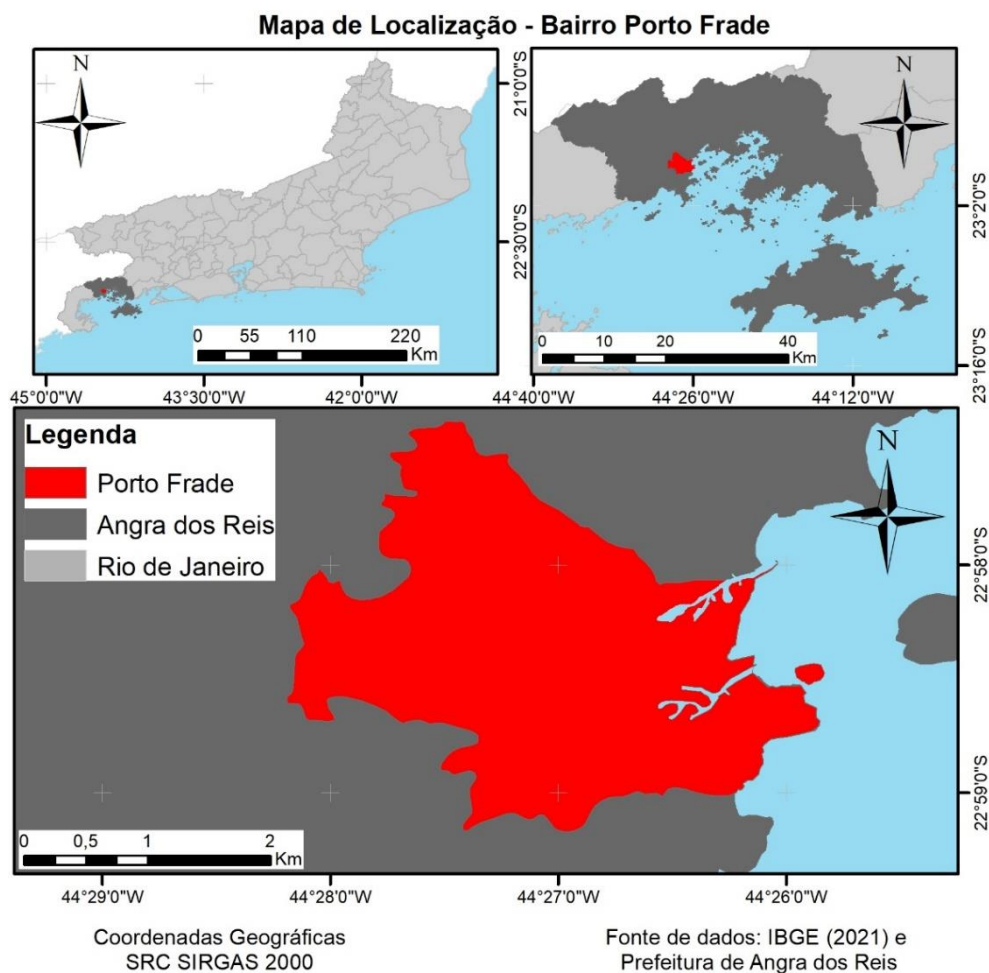 Mapa de Localização - Bairro Porto Frade
N
0 55 110 220
Km
21°0'0"S
22°30'0"S
45°0'0"W 43°30'0"W 42°0'0"W
N
0 10 20 40
Km
23°2'0"S
23°16'0"S
44°40'0"W 44°26'0"W 44°12'0"W
Legenda
Porto Frade
Angra dos Reis
Rio de Janeiro
N
22°58'0"S
22°59'0"S
0 0,5 1 2
Km
44°29'0"W 44°28'0"W 44°27'0"W 44°26'0"W
Coordenadas Geográficas
SRC SIRGAS 2000
Fonte de dados: IBGE (2021) e
Prefeitura de Angra dos Reis